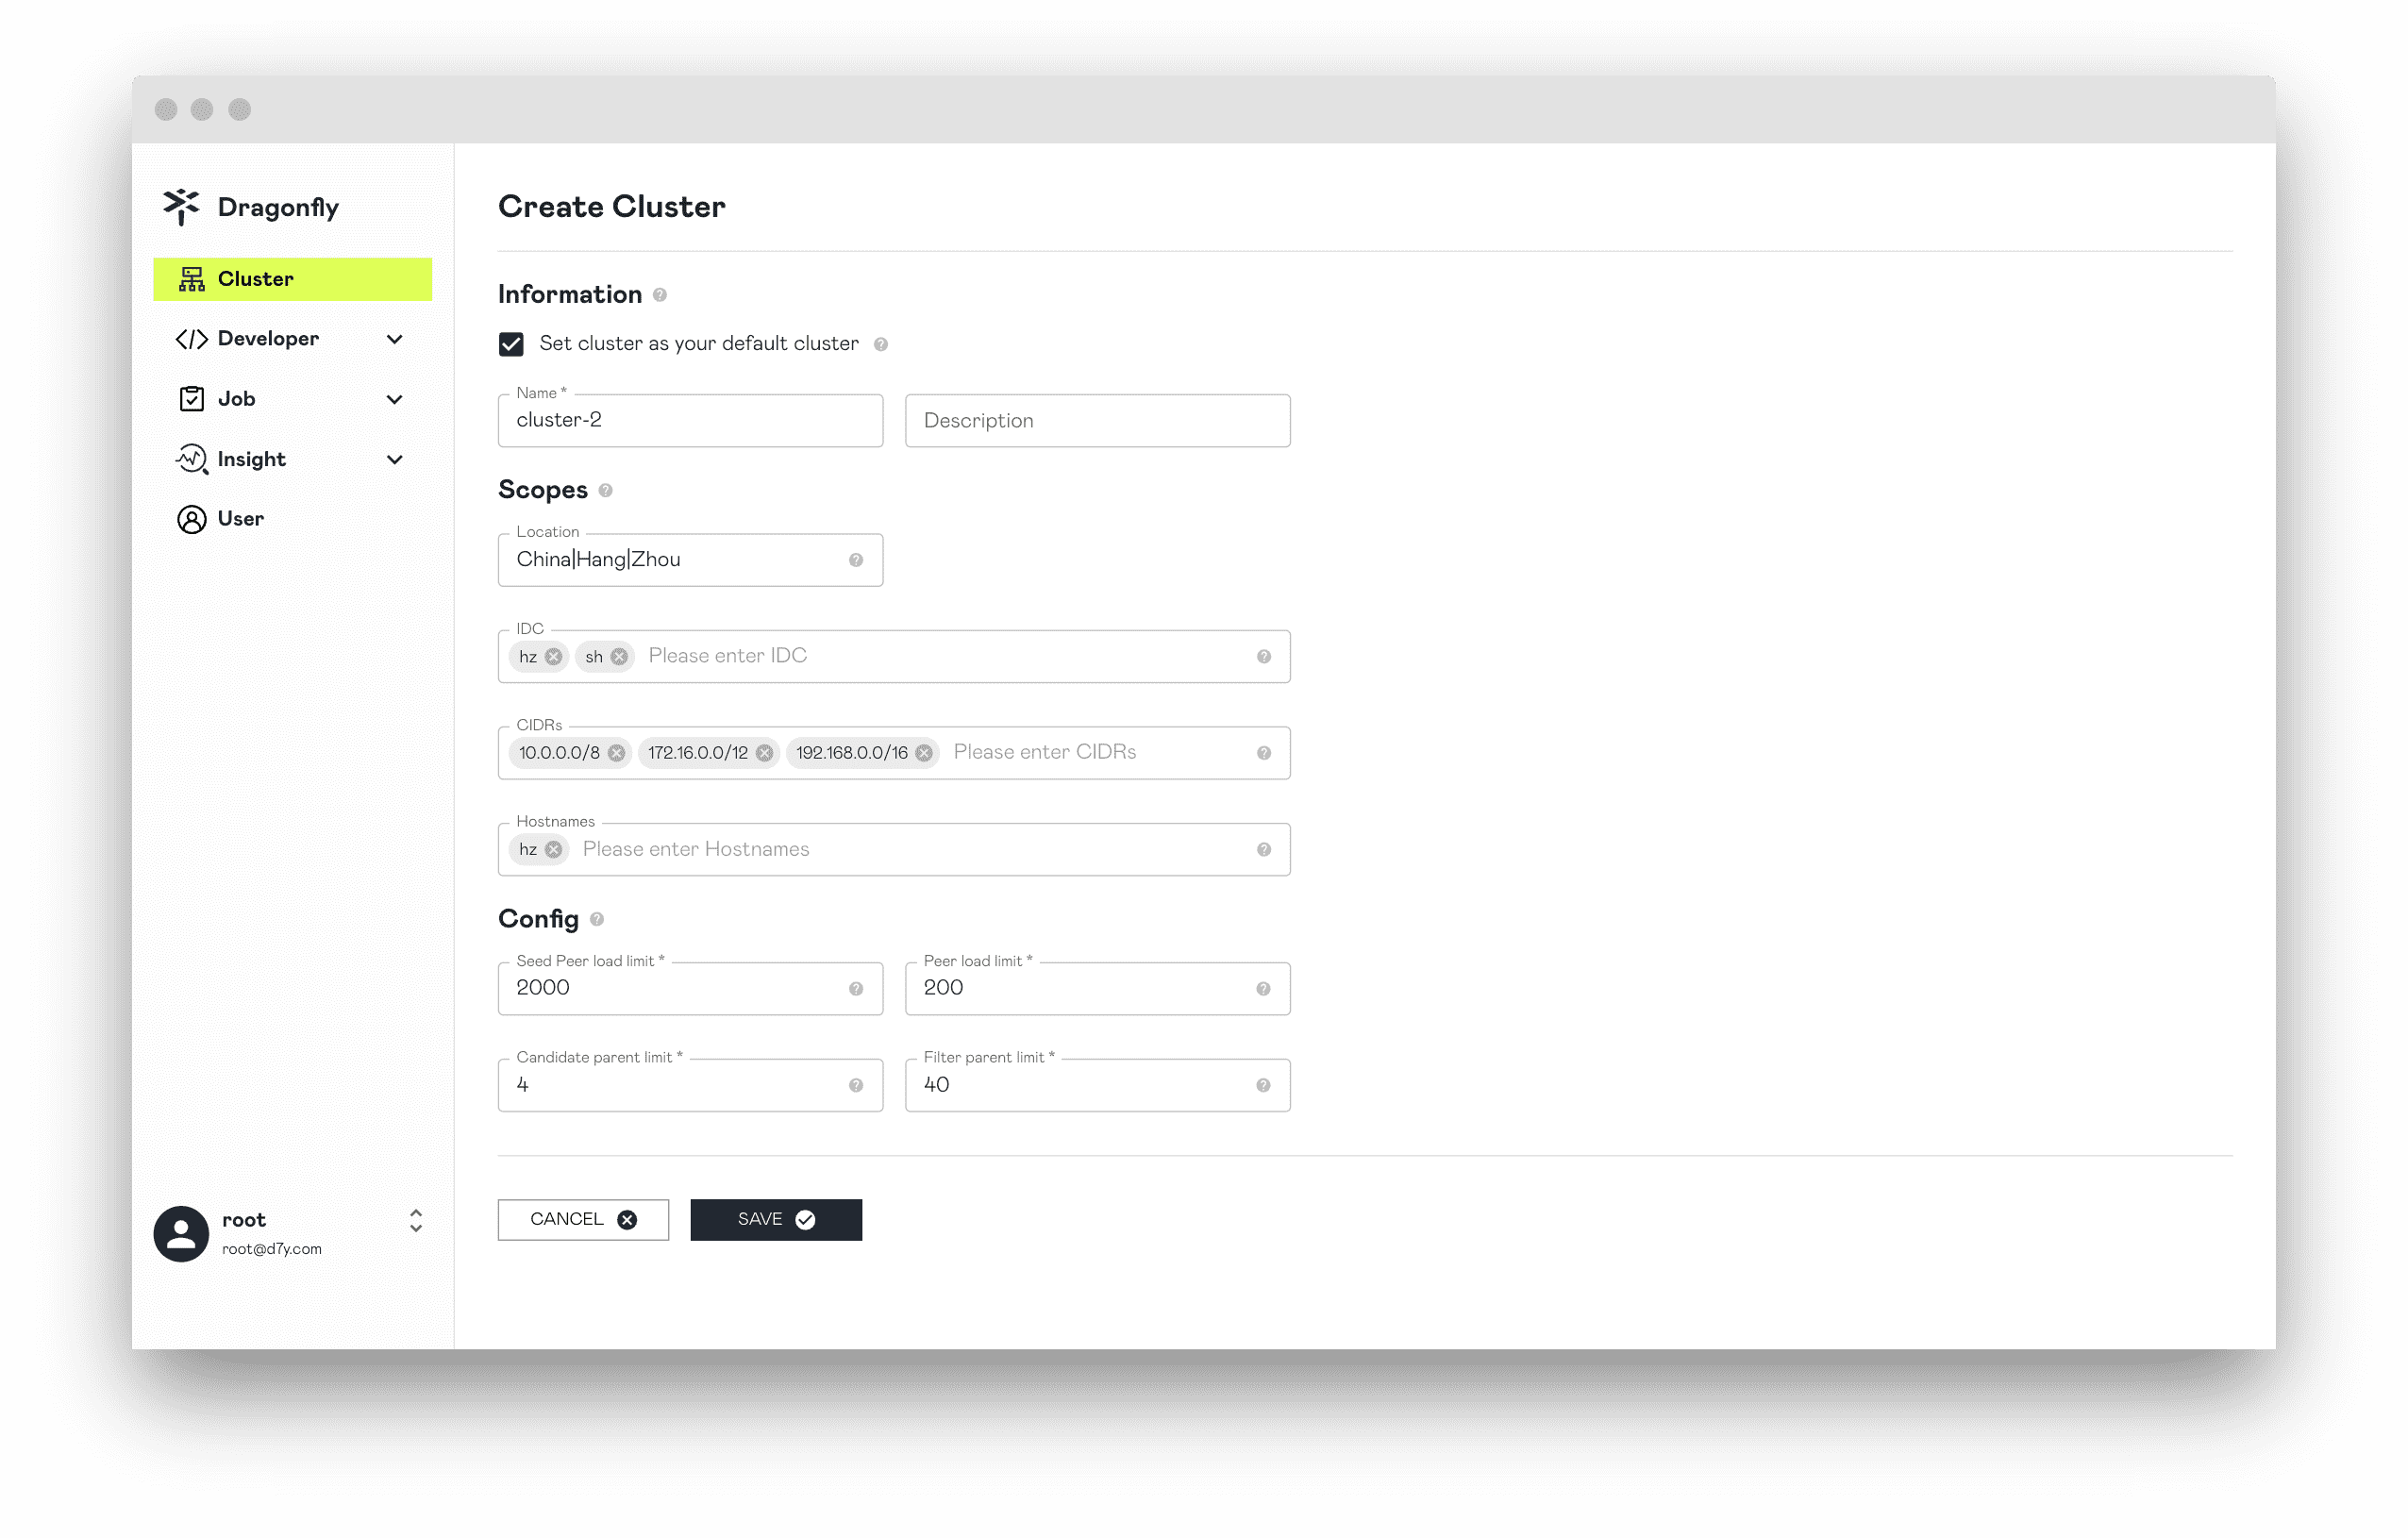 Dragonfly
Cluster
Developer
Job
Insight
User
root
root@d7y.com
Create Cluster
Information
Set cluster as your default cluster
Name *
cluster-2
Description
Scopes
Location
China|Hang|Zhou
IDC
hz sh Please enter IDC
CIDRs
10.0.0.0/8 172.16.0.0/12 192.168.0.0/16 Please enter CIDRs
Hostnames
hz Please enter Hostnames
Config
Seed Peer load limit *
2000
Peer load limit *
200
Candidate parent limit *
4
Filter parent limit *
40
CANCEL
SAVE